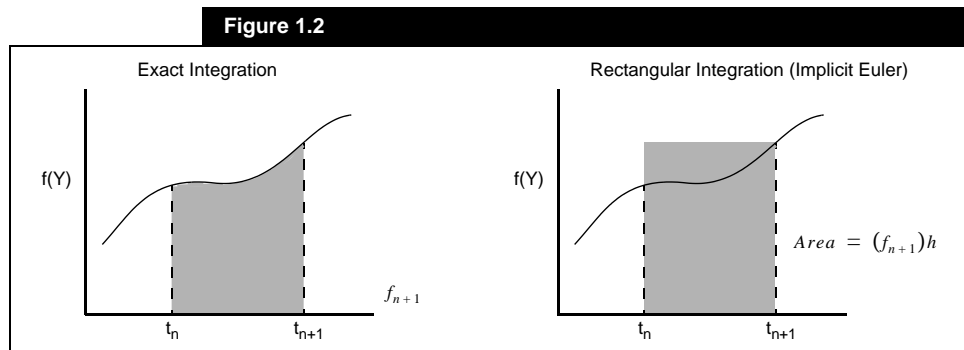 Figure 1.2
Exact Integration
f(Y)
f_{n+1}
t_n
t_{n+1}
Rectangular Integration (Implicit Euler)
f(Y)
Area = (f_{n+1})h
t_n
t_{n+1}